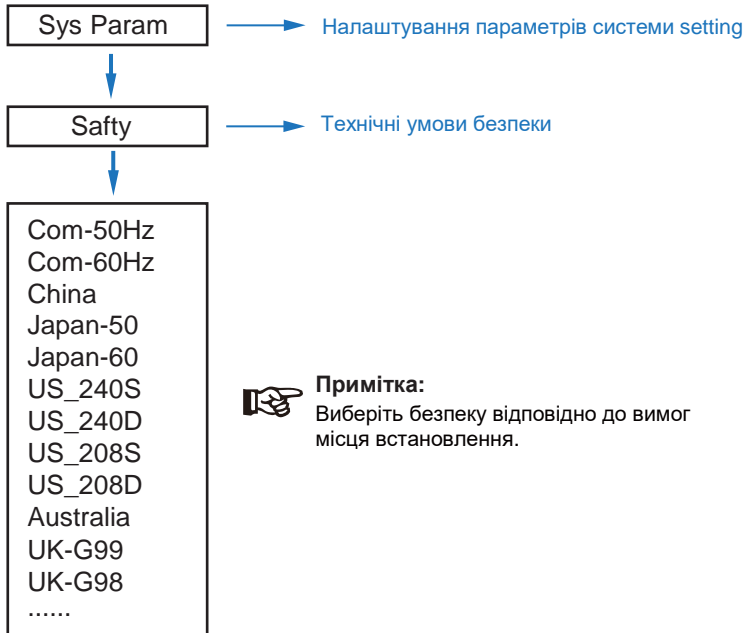 Sys Param
Налаштування параметрів системи setting
Safty
Технічні умови безпеки
Com-50Hz
Com-60Hz
China
Japan-50
Japan-60
US_240S
US_240D
US_208S
US_208D
Australia
UK-G99
UK-G98
......
Примітка:
Виберіть безпеку відповідно до вимог
місця встановлення.